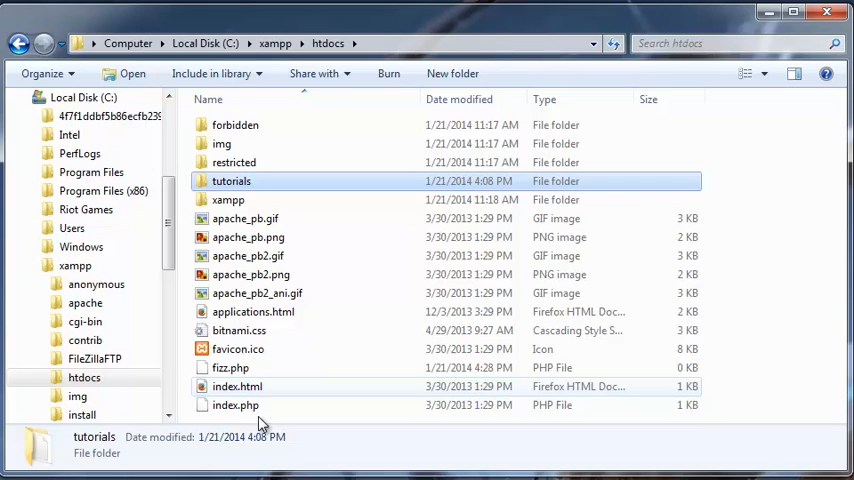 Computer Local Disk (C:) xampp htdocs Search htdocs
Organize Open Include in library Share with Burn New folder
Name Date modified Type Size
Local Disk (C:)
4f7f1ddbf5b86ecfb239
Intel
PerfLogs
Program Files
Program Files (x86)
Riot Games
Users
Windows
xampp
anonymous
apache
cgi-bin
contrib
FileZillaFTP
htdocs
img
install
forbidden 1/21/2014 11:17 AM File folder
img 1/21/2014 11:17 AM File folder
restricted 1/21/2014 11:17 AM File folder
tutorials 1/21/2014 4:08 PM File folder
xampp 1/21/2014 11:18 AM File folder
apache_pb.gif 3/30/2013 1:29 PM GIF image 3 KB
apache_pb.png 3/30/2013 1:29 PM PNG image 2 KB
apache_pb2.gif 3/30/2013 1:29 PM GIF image 3 KB
apache_pb2.png 3/30/2013 1:29 PM PNG image 2 KB
apache_pb2_ani.gif 3/30/2013 1:29 PM GIF image 3 KB
applications.html 12/3/2013 3:29 PM Firefox HTML Doc... 4 KB
bitnami.css 4/29/2013 9:27 AM Cascading Style S... 1 KB
favicon.ico 3/30/2013 1:29 PM Icon 8 KB
fizz.php 1/21/2014 4:28 PM PHP File 1 KB
index.html 3/30/2013 1:29 PM Firefox HTML Doc... 1 KB
index.php 3/30/2013 1:29 PM PHP File 1 KB
tutorials Date modified: 1/21/2014 4:08 PM
File folder